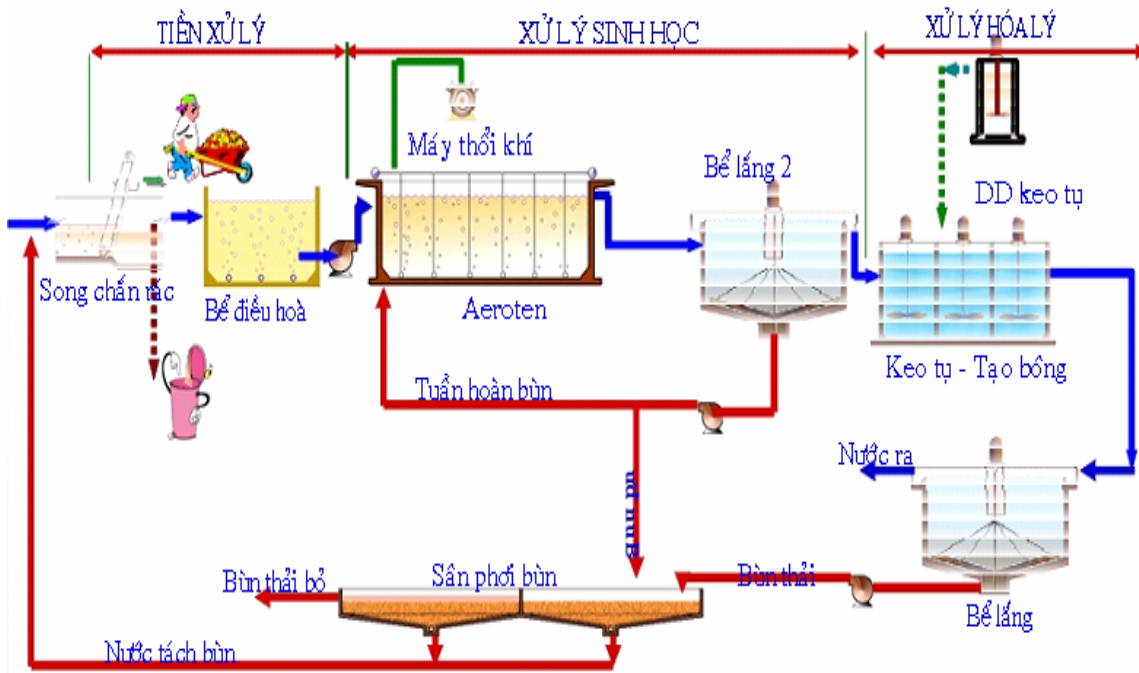 TIỀN XỬ LÝ
XỬ LÝ SINH HỌC
XỬ LÝ HÓA LÝ
Máy thổi khí
Bể lắng 2
DD keo tụ
Song chắn rác
Bể điều hoà
Aeroten
Keo tụ - Tạo bông
Tuần hoàn bùn
Nước ra
Bùn
Bùn thải bỏ
Sân phơi bùn
Bùn thải
Bể lắng
Nước tách bùn